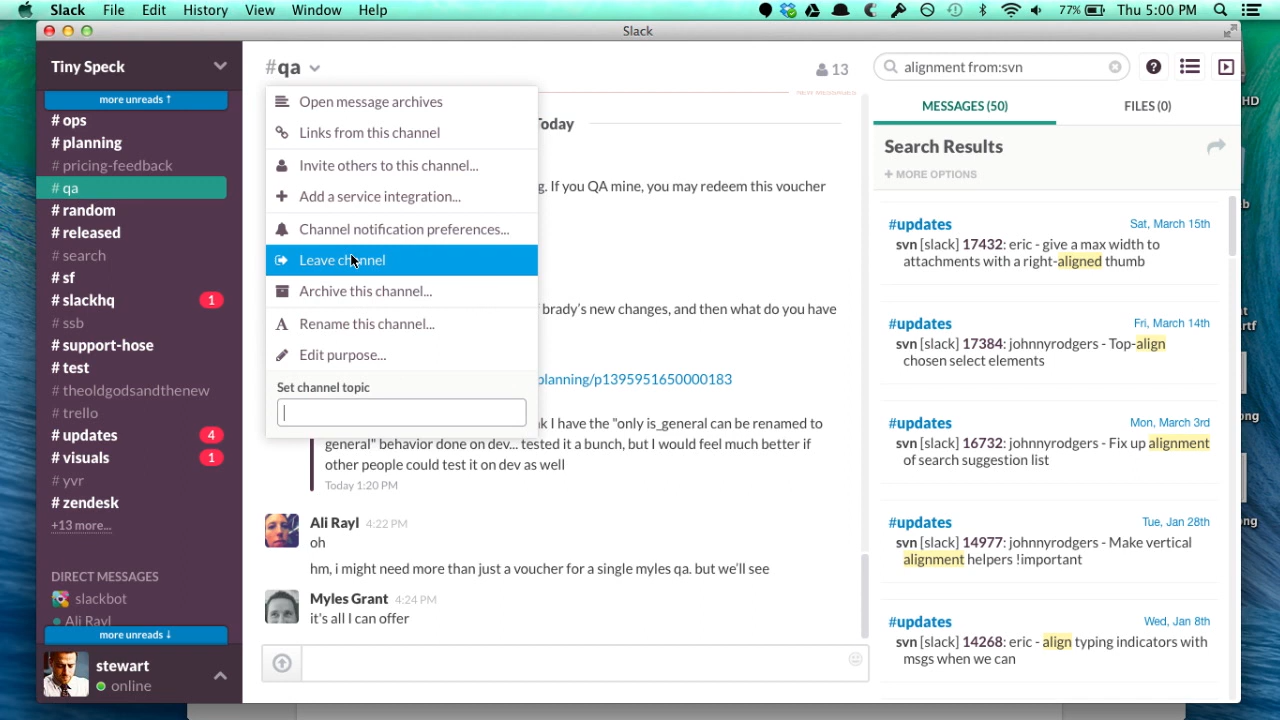 Slack File Edit History View Window Help 77% Thu 5:00 PM
Slack
Tiny Speck
more unreads ↑
# ops
# planning
# pricing-feedback
# qa
# random
# released
# search
# sf
# slackhq 1
# ssb
# support-hose
# test
# theoldgodsandthenew
# trello
# updates 4
# visuals 1
# yvr
# zendesk
+13 more...
DIRECT MESSAGES
slackbot
Ali Rayl
more unreads ↓
stewart
online
#qa
13
Open message archives
Links from this channel
Invite others to this channel...
Add a service integration...
Channel notification preferences...
Leave channel
Archive this channel...
Rename this channel...
Edit purpose...
Set channel topic
Today
If you QA mine, you may redeem this voucher
brady's new changes, and then what do you have
planning/p1395951650000183
I have the "only is_general can be renamed to
general" behavior done on dev... tested it a bunch, but I would feel much better if
other people could test it on dev as well
Today 1:20 PM
Ali Rayl 4:22 PM
oh
hm, i might need more than just a voucher for a single myles qa. but we'll see
Myles Grant 4:24 PM
it's all I can offer
alignment from:svn
MESSAGES (50) FILES (0)
Search Results
+ MORE OPTIONS
#updates Sat, March 15th
svn [slack] 17432: eric - give a max width to
attachments with a right-aligned thumb
#updates Fri, March 14th
svn [slack] 17384: johnnyrodgers - Top-align
chosen select elements
#updates Mon, March 3rd
svn [slack] 16732: johnnyrodgers - Fix up alignment
of search suggestion list
#updates Tue, Jan 28th
svn [slack] 14977: johnnyrodgers - Make vertical
alignment helpers !important
#updates Wed, Jan 8th
svn [slack] 14268: eric - align typing indicators with
msgs when we can